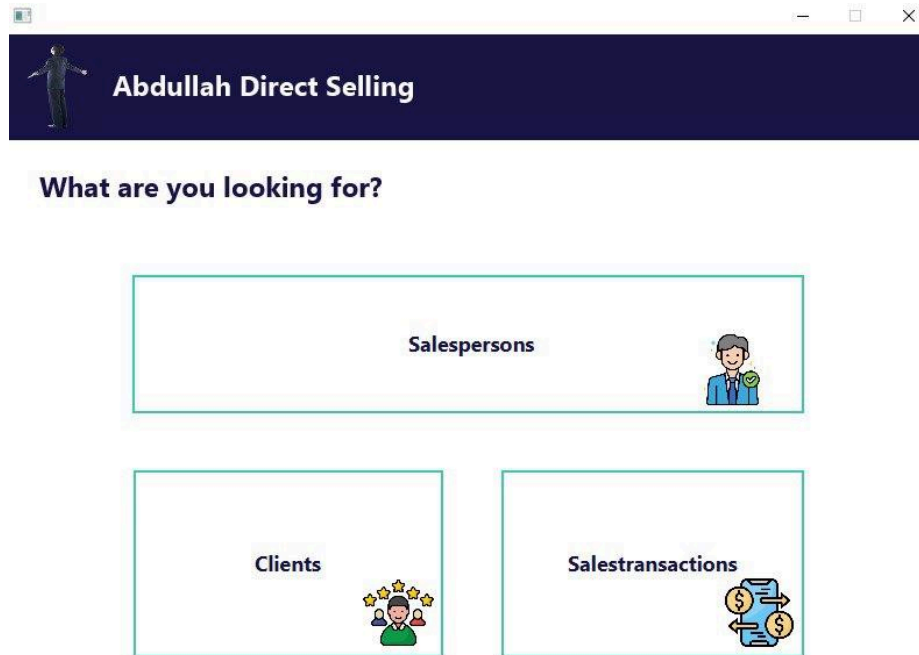 Abdullah Direct Selling
What are you looking for?
Salespersons
Clients
Salestransactions